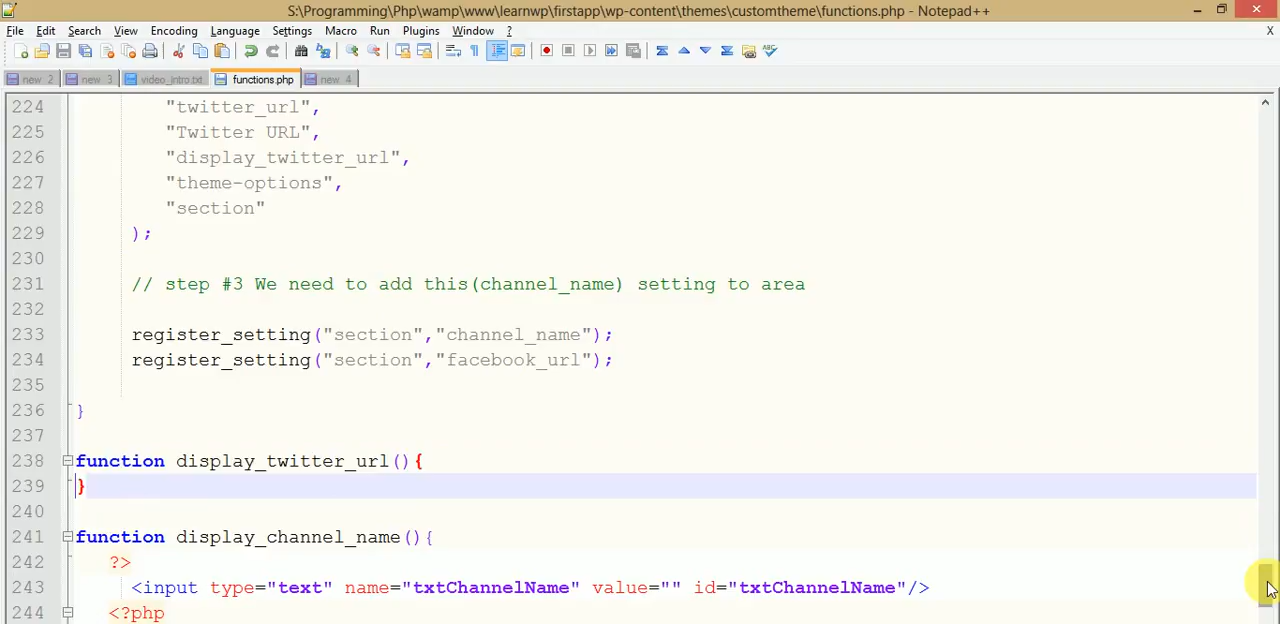 S:\Programming\Php\wamp\www\learnwp\firstapp\wp-content\themes\customtheme\functions.php - Notepad++
File Edit Search View Encoding Language Settings Macro Run Plugins Window ? X
new 2 new 3 video_intro.txt functions.php new 4
224 "twitter_url",
225 "Twitter URL",
226 "display_twitter_url",
227 "theme-options",
228 "section"
229 );
230
231 // step #3 We need to add this(channel_name) setting to area
232
233 register_setting("section","channel_name");
234 register_setting("section","facebook_url");
235
236 }
237
238 function display_twitter_url(){
239 }
240
241 function display_channel_name(){
242 ?>
243 <input type="text" name="txtChannelName" value="" id="txtChannelName"/>
244 <?php